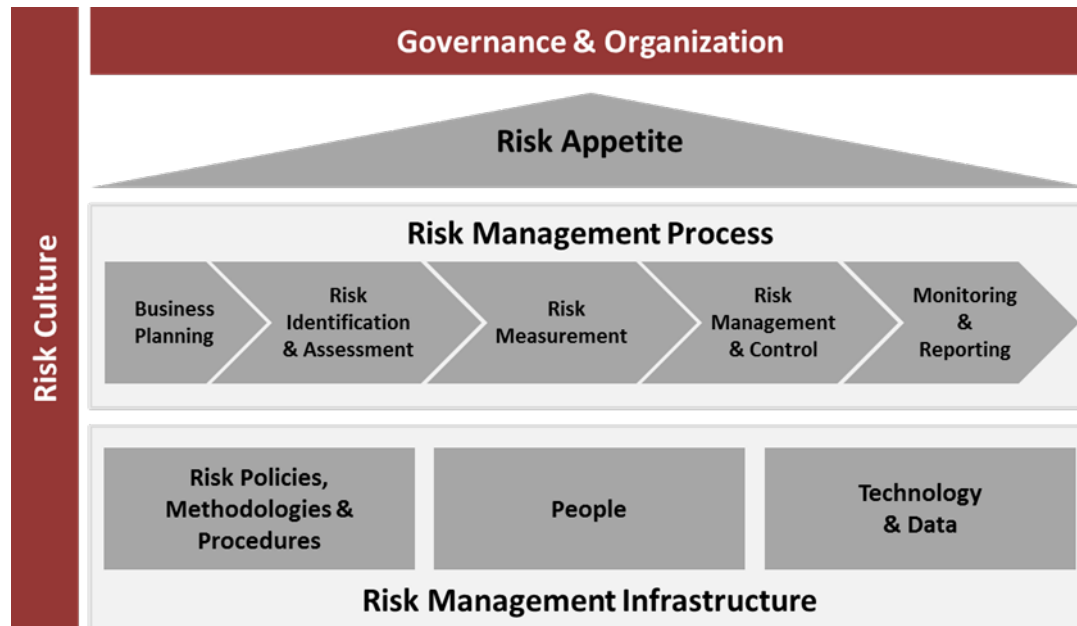 Governance & Organization
Risk Appetite
Risk Culture
Risk Management Process
Business
Planning
Risk
Identification
& Assessment
Risk
Measurement
Risk
Management
& Control
Monitoring
&
Reporting
Risk Policies,
Methodologies &
Procedures
People
Technology
& Data
Risk Management Infrastructure